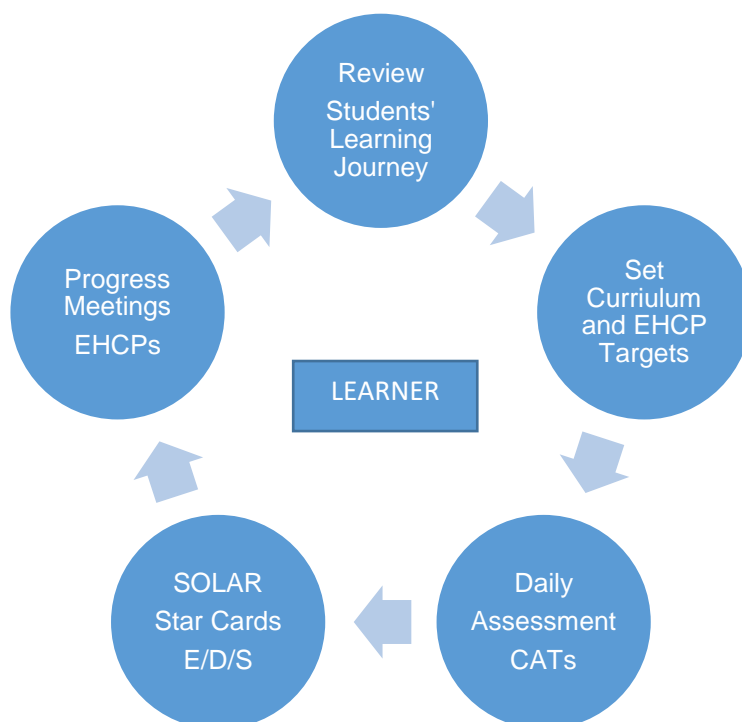 Review
Students'
Learning
Journey
Set
Curriulum
and EHCP
Targets
Daily
Assessment
CATs
SOLAR
Star Cards
E/D/S
Progress
Meetings
EHCPs
LEARNER